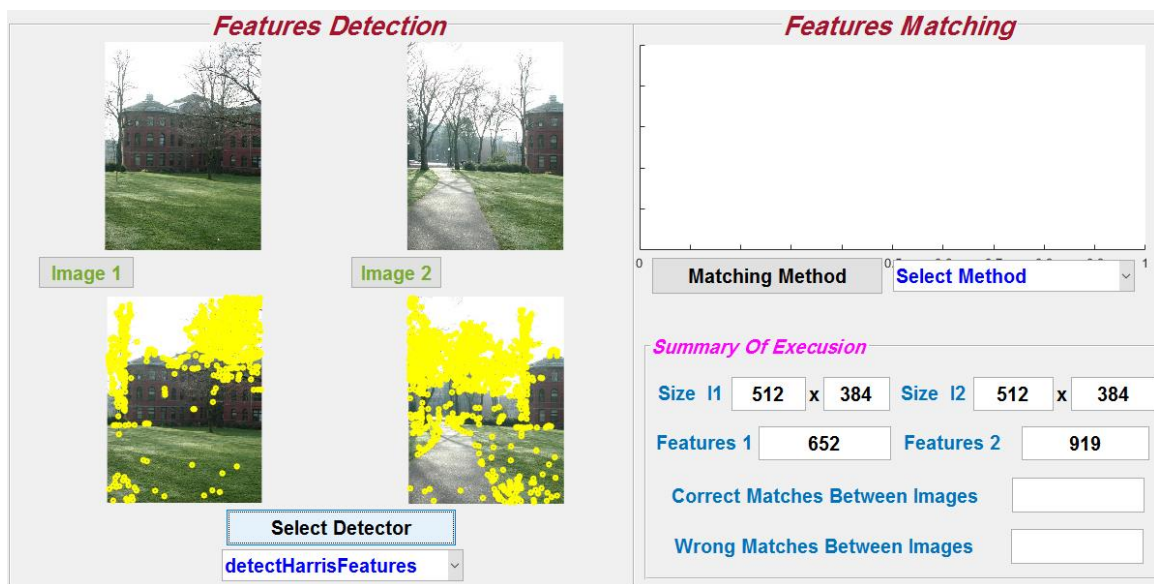 Features Detection
Features Matching
Image 1
Image 2
0
1
Matching Method
Select Method
Summary Of Execusion
Size I1 512 x 384 Size I2 512 x 384
Features 1 652 Features 2 919
Correct Matches Between Images
Wrong Matches Between Images
Select Detector
detectHarrisFeatures